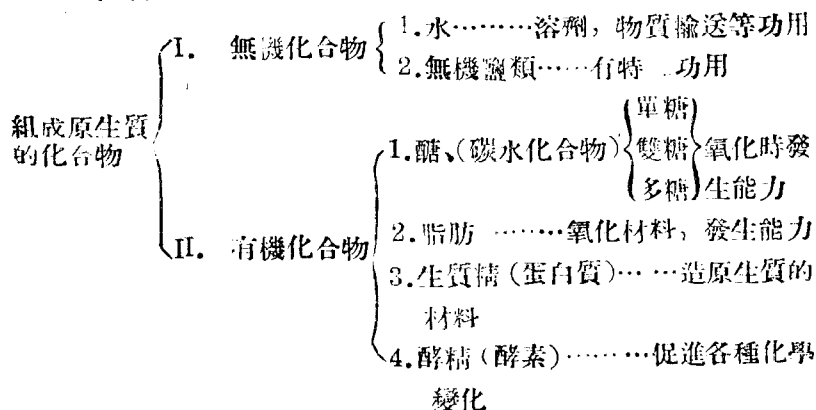 I. 無機化合物
1.水………溶劑，物質輸送等功用
2.無機鹽類……有特 功用
組成原生質
的化合物
II. 有機化合物
1.醣、(碳水化合物)
單糖
雙糖
多糖
氧化時發
生能力
2.脂肪 ………氧化材料，發生能力
3.生質精(蛋白質)……造原生質的
材料
4.酵精(酵素)………促進各種化學
變化